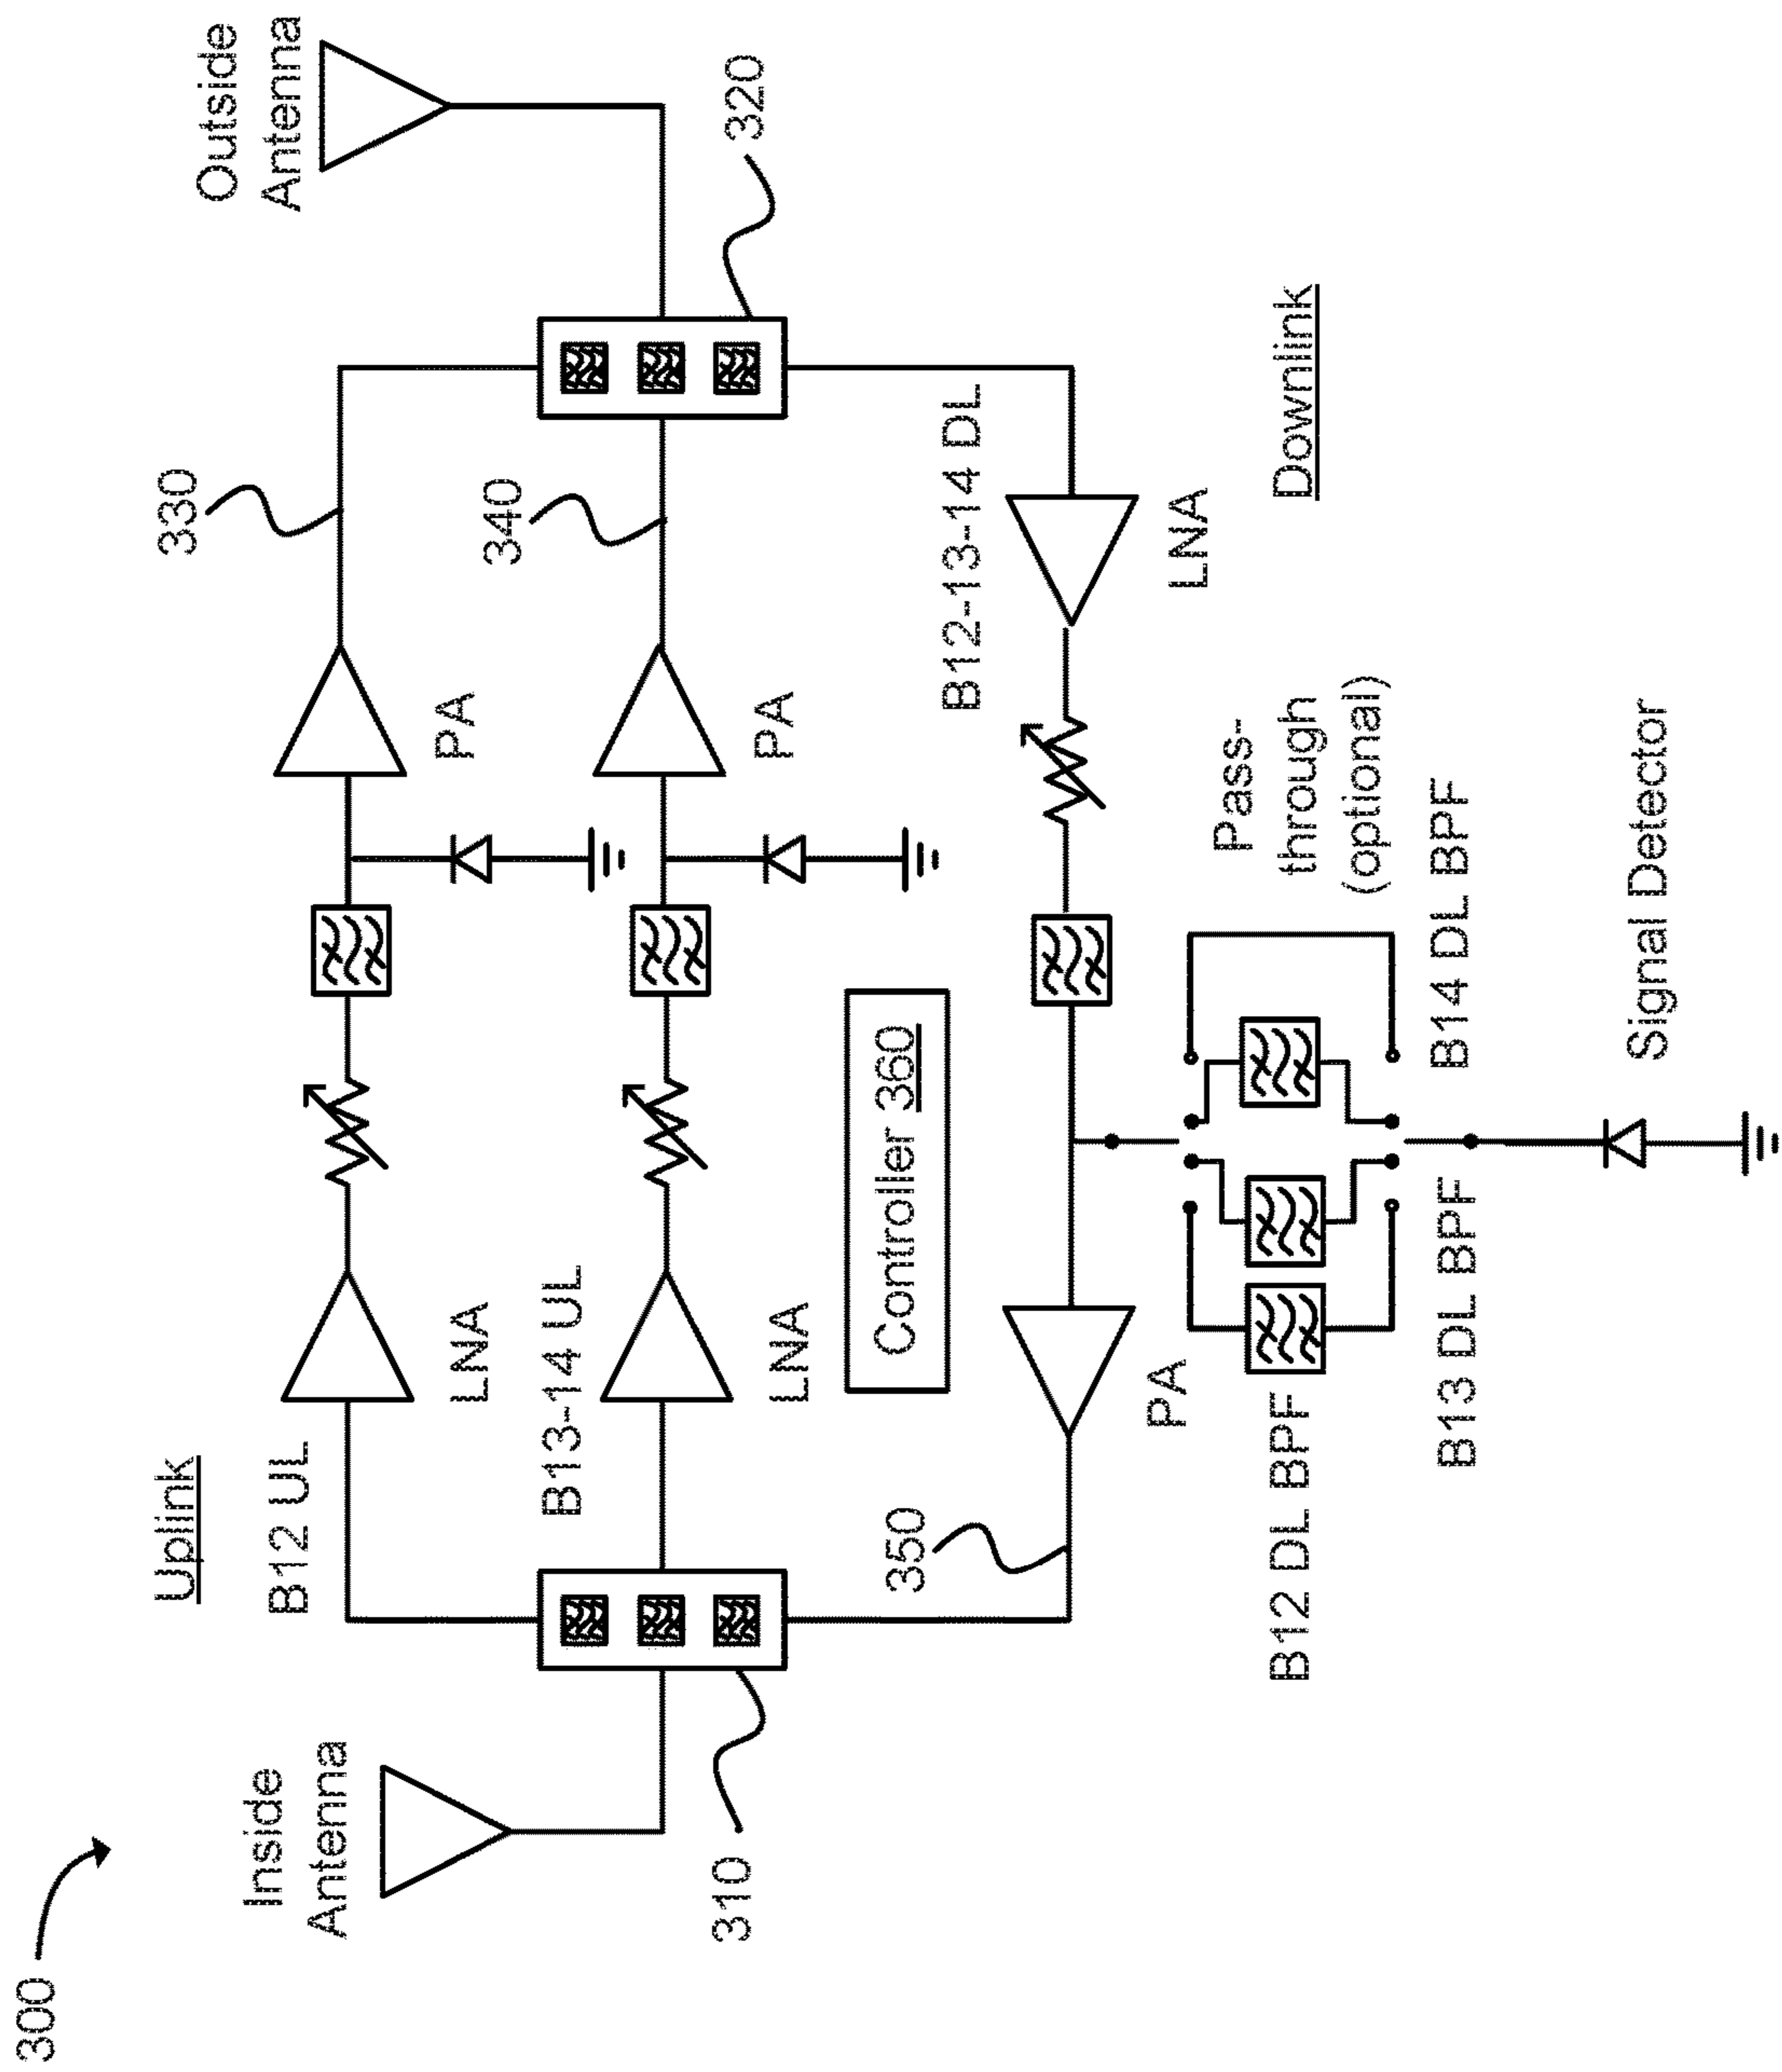 300
Uplink
Inside
Antenna
310
B12 UL
LNA
PA
330
Outside
Antenna
320
B13-14 UL
LNA
PA
340
Controller 360
B12-13-14 DL
350
PA
LNA
Downlink
Pass-
through
(optional)
B12 DL BPF
B13 DL BPF
B14 DL BPF
Signal Detector